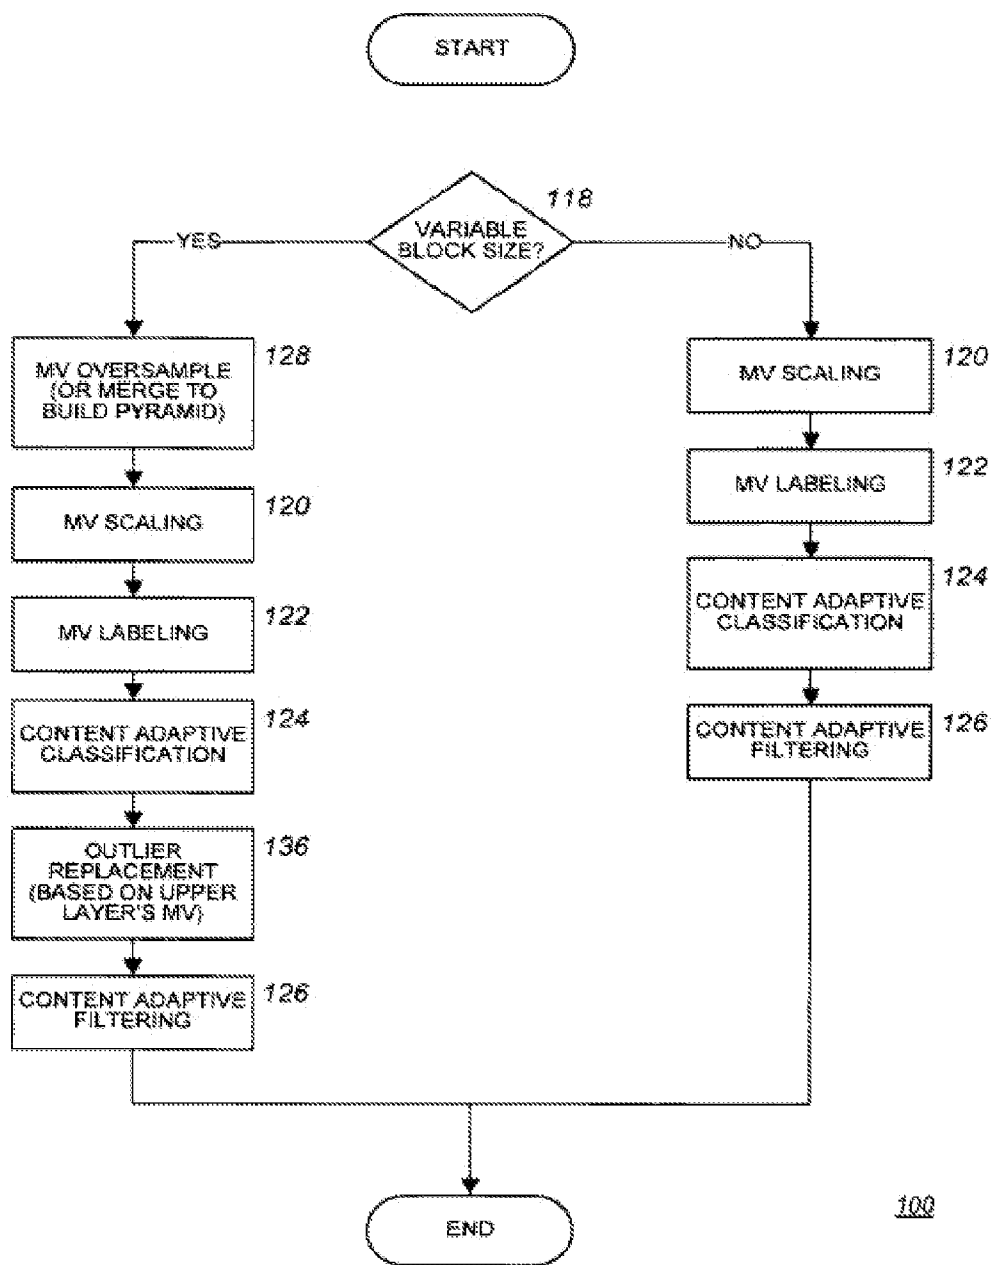 START
118
VARIABLE
BLOCK SIZE?
YES
NO
128
MV OVERSAMPLE
(OR MERGE TO
BUILD PYRAMID)
120
MV SCALING
122
MV LABELING
124
CONTENT ADAPTIVE
CLASSIFICATION
136
OUTLIER
REPLACEMENT
(BASED ON UPPER
LAYER'S MV)
126
CONTENT ADAPTIVE
FILTERING
120
MV SCALING
122
MV LABELING
124
CONTENT ADAPTIVE
CLASSIFICATION
126
CONTENT ADAPTIVE
FILTERING
END
100